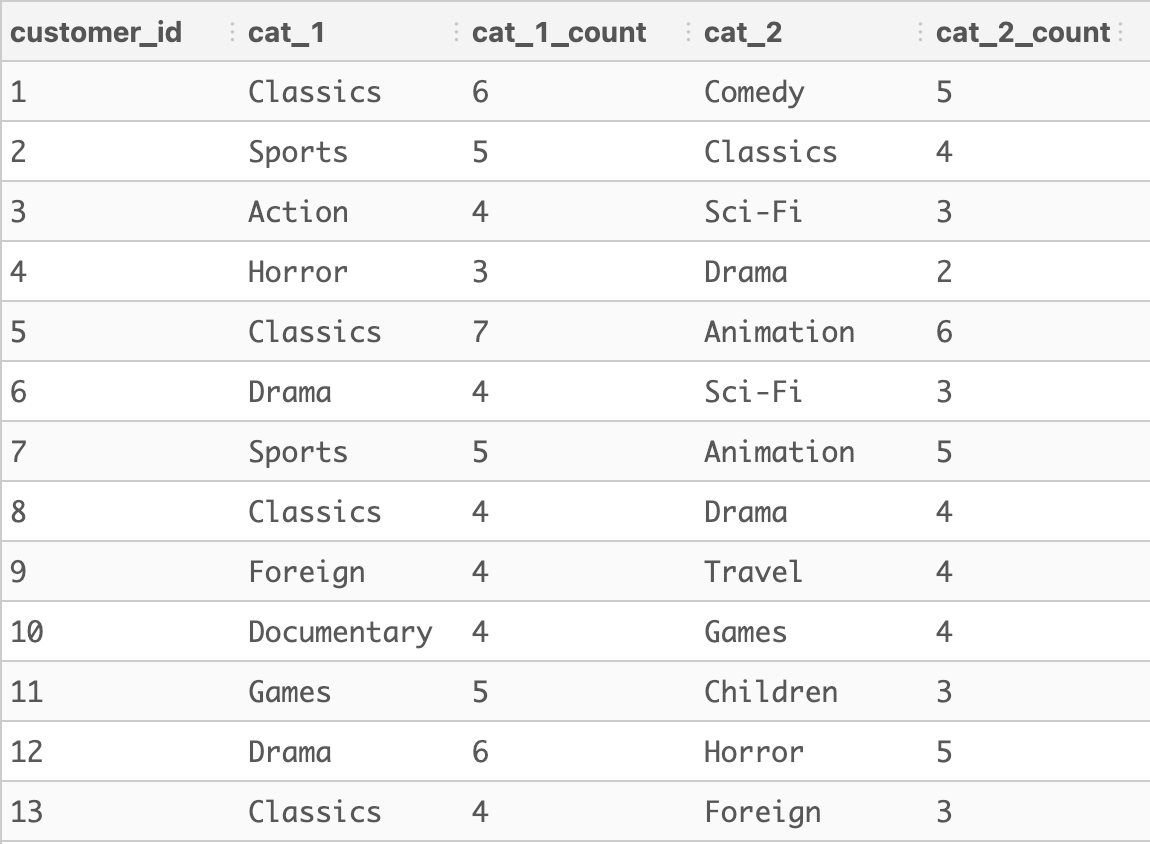 customer_id cat_1 cat_1_count cat_2 cat_2_count
1 Classics 6 Comedy 5
2 Sports 5 Classics 4
3 Action 4 Sci-Fi 3
4 Horror 3 Drama 2
5 Classics 7 Animation 6
6 Drama 4 Sci-Fi 3
7 Sports 5 Animation 5
8 Classics 4 Drama 4
9 Foreign 4 Travel 4
10 Documentary 4 Games 4
11 Games 5 Children 3
12 Drama 6 Horror 5
13 Classics 4 Foreign 3